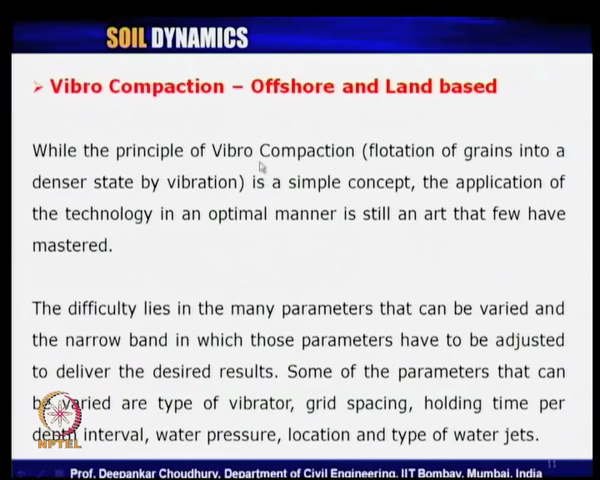 SOIL DYNAMICS
➢ Vibro Compaction – Offshore and Land based
While the principle of Vibro Compaction (flotation of grains into a
denser state by vibration) is a simple concept, the application of
the technology in an optimal manner is still an art that few have
mastered.
The difficulty lies in the many parameters that can be varied and
the narrow band in which those parameters have to be adjusted
to deliver the desired results. Some of the parameters that can
be varied are type of vibrator, grid spacing, holding time per
depth interval, water pressure, location and type of water jets.
NPTEL
11
Prof. Deepankar Choudhury, Department of Civil Engineering, IIT Bombay, Mumbai, India